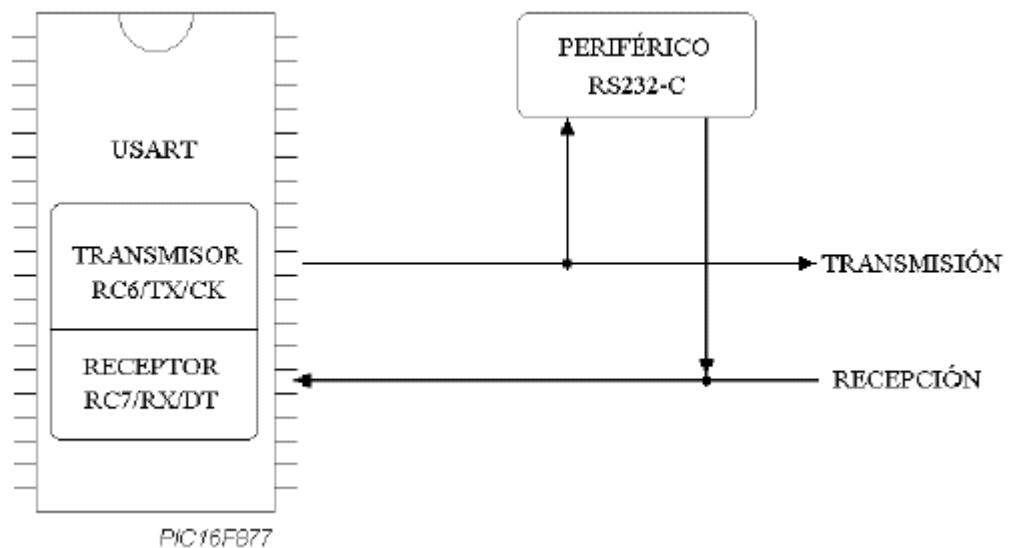 PERIFÉRICO
RS232-C
USART
TRANSMISOR
RC6/TX/CK
TRANSMISIÓN
RECEPTOR
RC7/RX/DT
RECEPCIÓN
PIC16F877